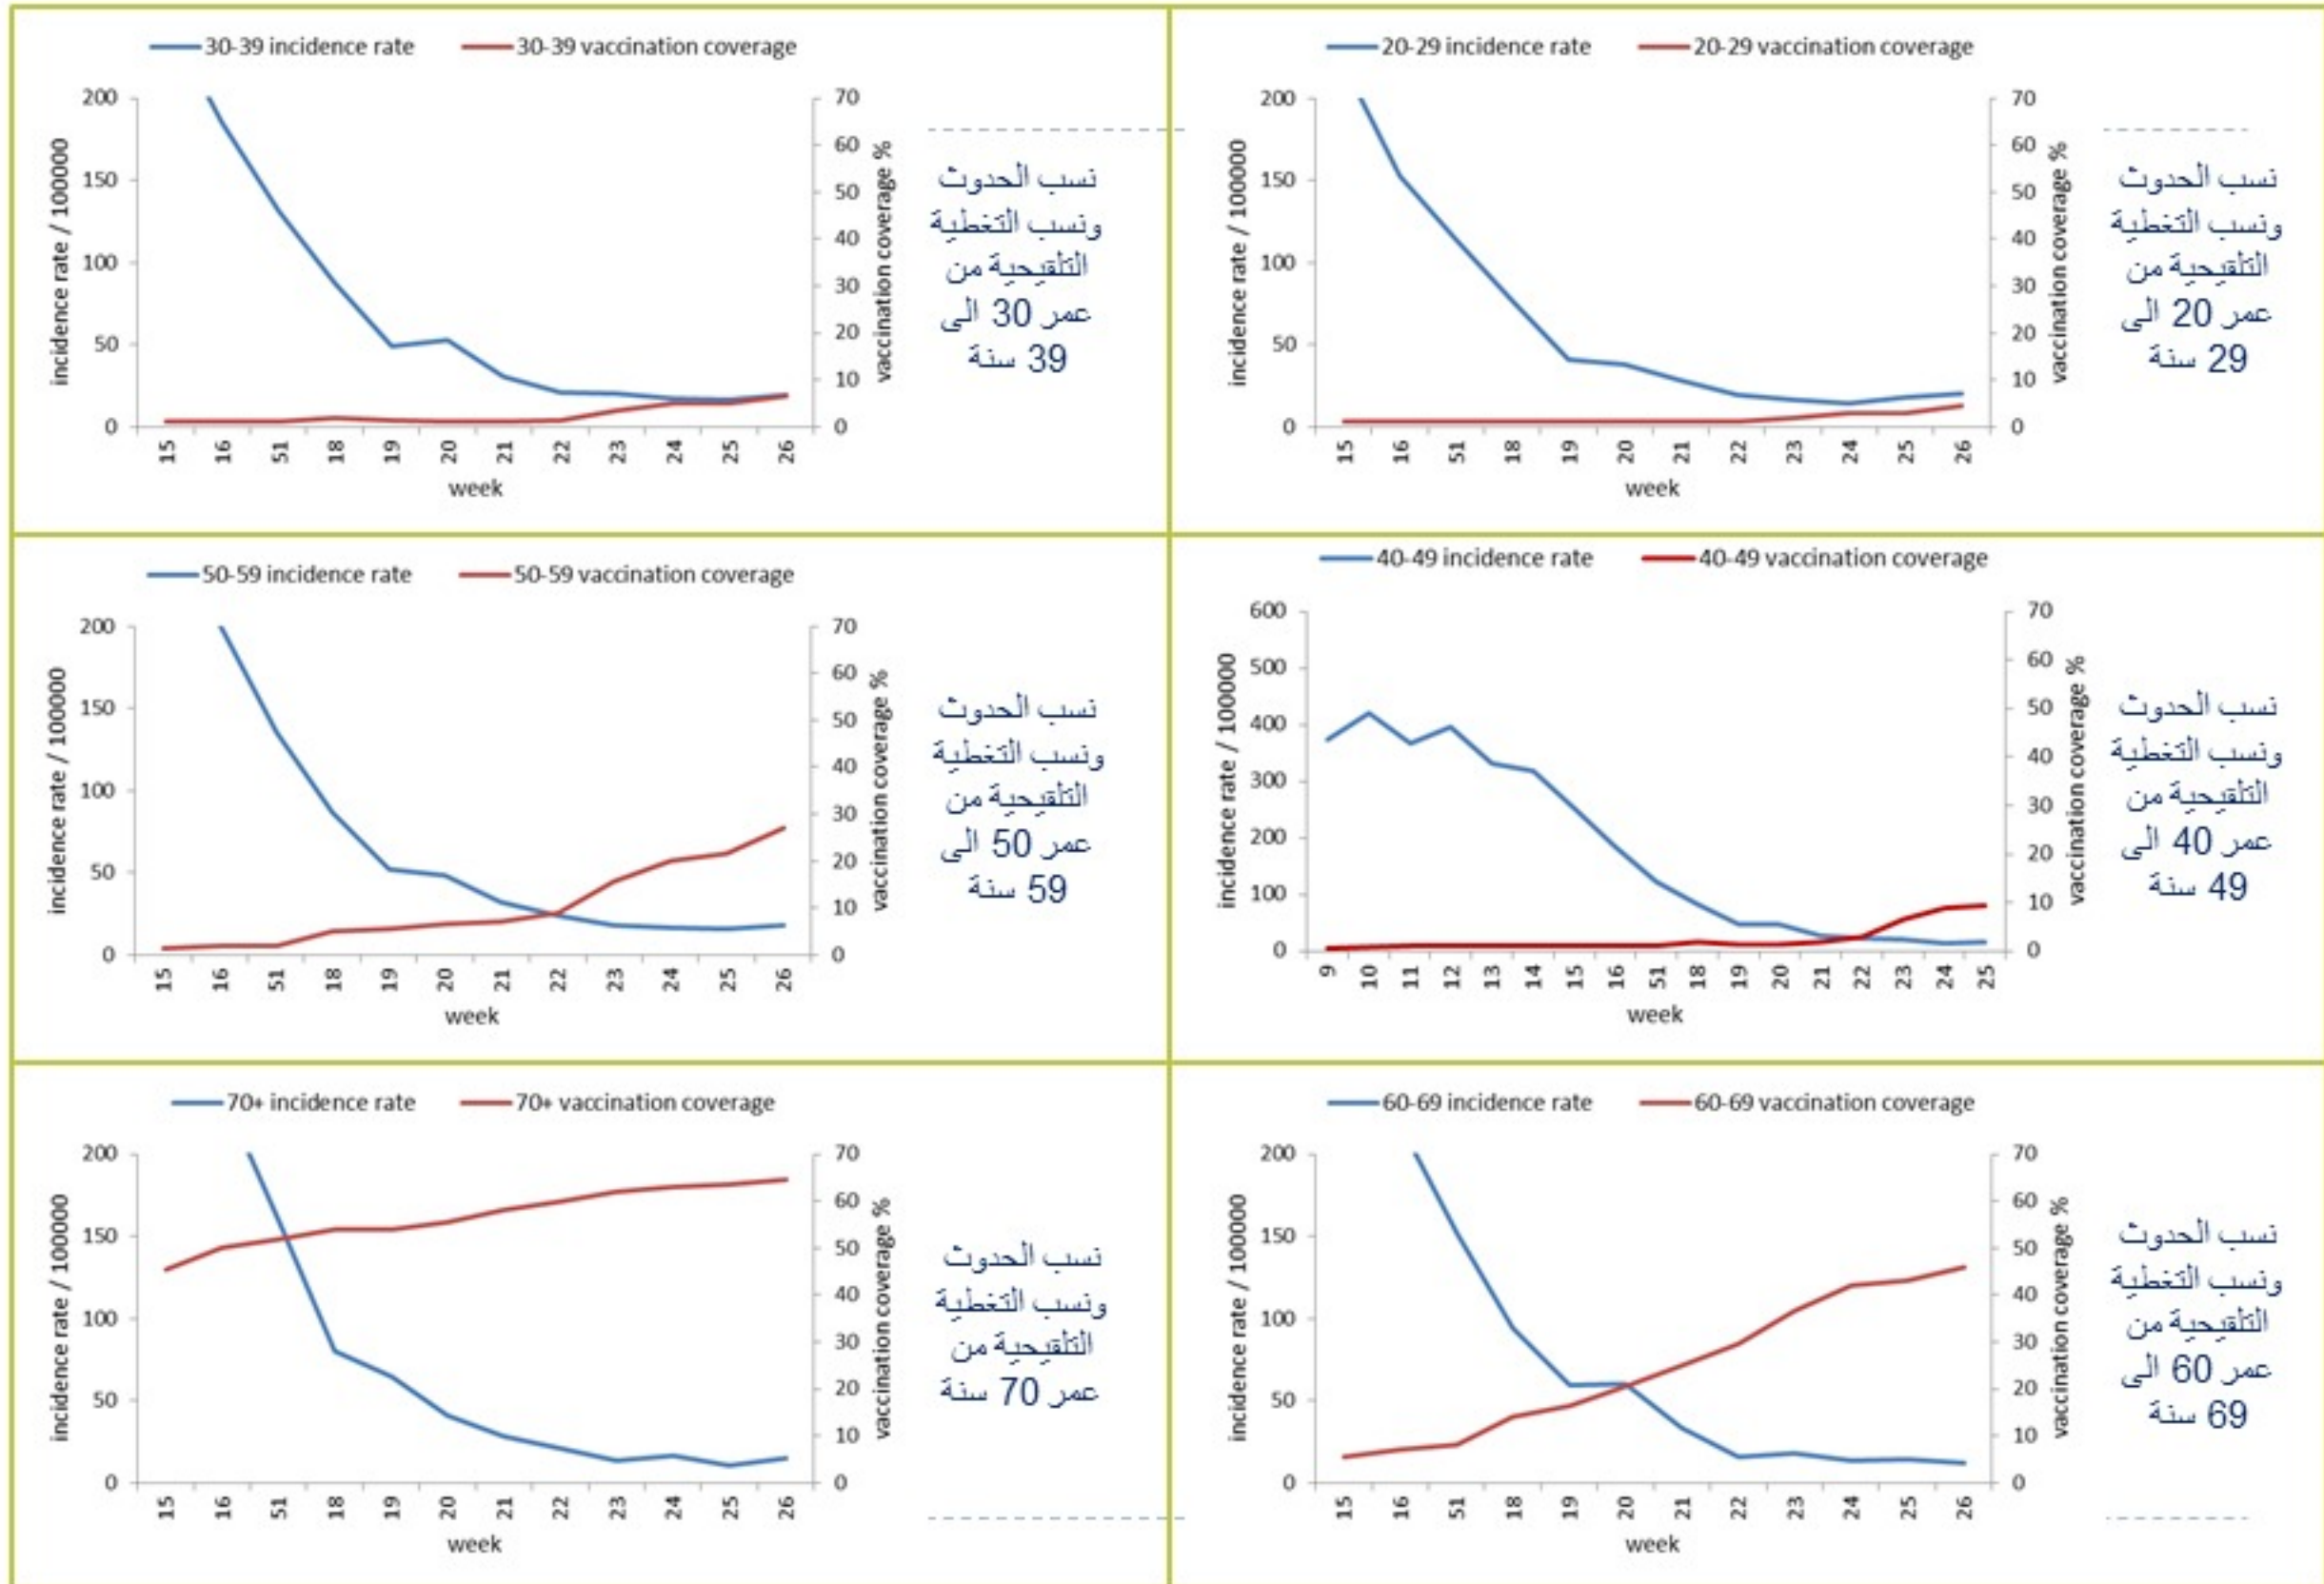 30-39 incidence rate 30-39 vaccination coverage
200
150
100
50
0
incidence rate / 100000
70
60
50
40
30
20
10
0
vaccination coverage %
15 16 51 18 19 20 21 22 23 24 25 26
week
نسب الحدوث
ونسب التغطية
التلقيحية من
عمر 30 الى
39 سنة
20-29 incidence rate 20-29 vaccination coverage
200
150
100
50
0
incidence rate / 100000
70
60
50
40
30
20
10
0
vaccination coverage %
15 16 51 18 19 20 21 22 23 24 25 26
week
نسب الحدوث
ونسب التغطية
التلقيحية من
عمر 20 الى
29 سنة
50-59 incidence rate 50-59 vaccination coverage
200
150
100
50
0
incidence rate / 100000
70
60
50
40
30
20
10
0
vaccination coverage %
15 16 51 18 19 20 21 22 23 24 25 26
week
نسب الحدوث
ونسب التغطية
التلقيحية من
عمر 50 الى
59 سنة
40-49 incidence rate 40-49 vaccination coverage
600
500
400
300
200
100
0
incidence rate / 100000
70
60
50
40
30
20
10
0
vaccination coverage %
9 10 11 12 13 14 15 16 51 18 19 20 21 22 23 24 25
week
نسب الحدوث
ونسب التغطية
التلقيحية من
عمر 40 الى
49 سنة
70+ incidence rate 70+ vaccination coverage
200
150
100
50
0
incidence rate / 100000
70
60
50
40
30
20
10
0
vaccination coverage %
15 16 51 18 19 20 21 22 23 24 25 26
week
نسب الحدوث
ونسب التغطية
التلقيحية من
عمر 70 سنة
60-69 incidence rate 60-69 vaccination coverage
200
150
100
50
0
incidence rate / 100000
70
60
50
40
30
20
10
0
vaccination coverage %
15 16 51 18 19 20 21 22 23 24 25 26
week
نسب الحدوث
ونسب التغطية
التلقيحية من
عمر 60 الى
69 سنة